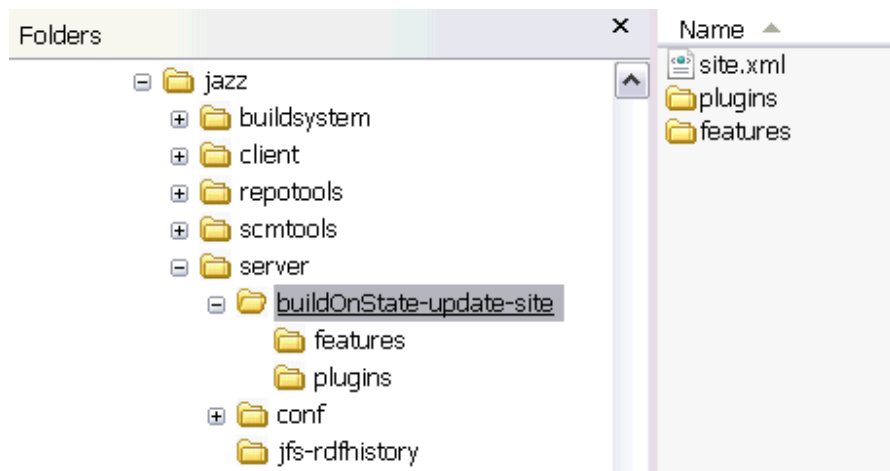 Folders
jazz
buildsystem
client
repotools
scmtools
server
buildOnState-update-site
features
plugins
conf
jfs-rdfhistory
Name
site.xml
plugins
features